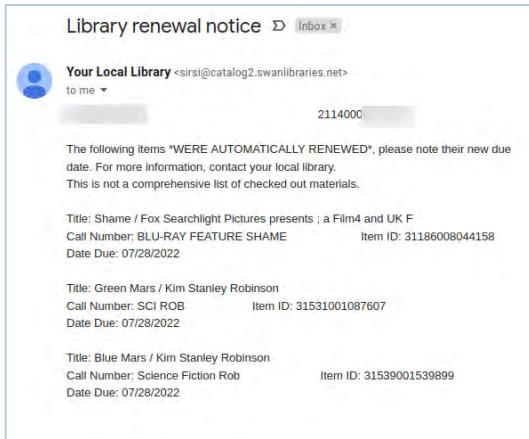 Library renewal notice Inbox ×
Your Local Library <sirsi@catalog2.swanlibraries.net>
to me
2114000
The following items *WERE AUTOMATICALLY RENEWED*, please note their new due
date. For more information, contact your local library.
This is not a comprehensive list of checked out materials.
Title: Shame / Fox Searchlight Pictures presents ; a Film4 and UK F
Call Number: BLU-RAY FEATURE SHAME Item ID: 31186008044158
Date Due: 07/28/2022
Title: Green Mars / Kim Stanley Robinson
Call Number: SCI ROB Item ID: 31531001087607
Date Due: 07/28/2022
Title: Blue Mars / Kim Stanley Robinson
Call Number: Science Fiction Rob Item ID: 31539001539899
Date Due: 07/28/2022